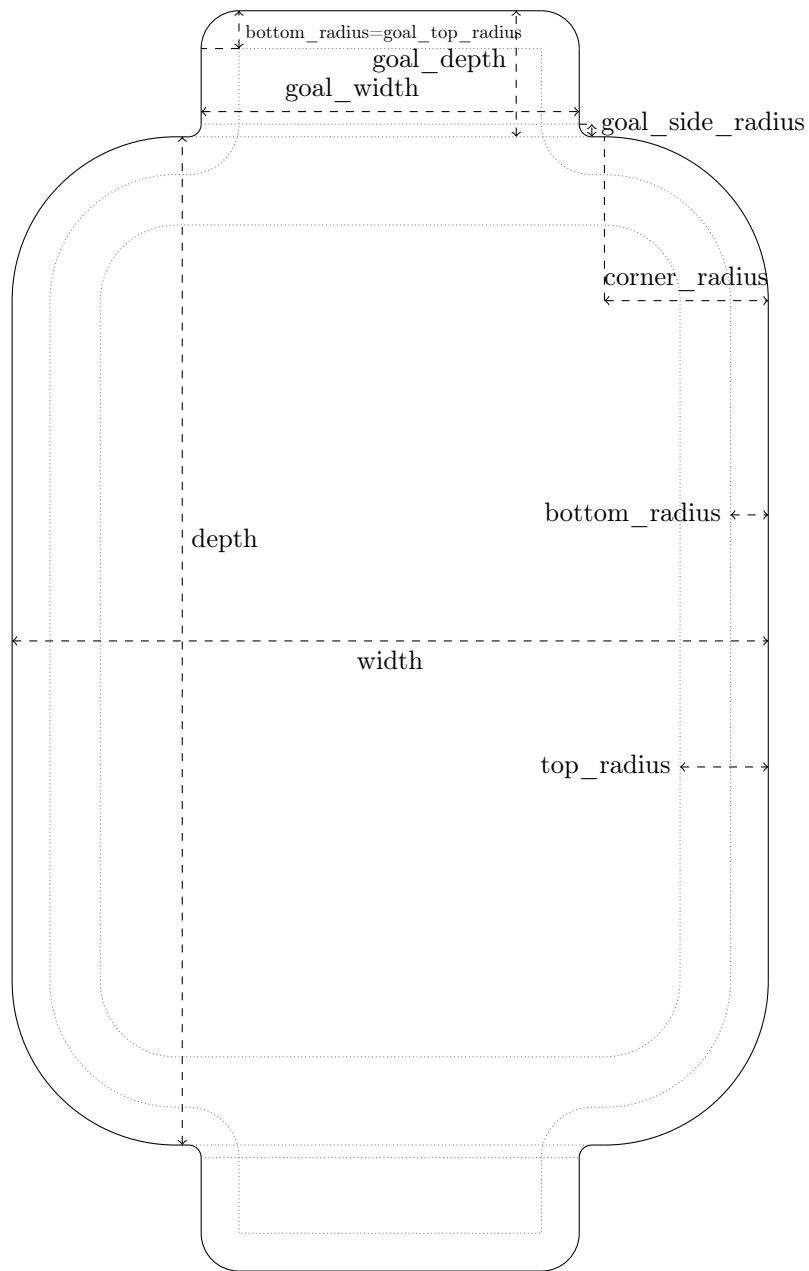 bottom_radius=goal_top_radius
goal_depth
goal_width
goal_side_radius
corner_radius
bottom_radius
depth
width
top_radius